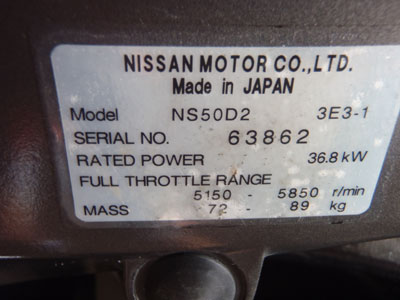 NISSAN MOTOR CO.,LTD.
Made in JAPAN
Model NS50D2 3E3-1
SERIAL NO. 63862
RATED POWER 36.8 kW
FULL THROTTLE RANGE
5150 - 5850 r/min
MASS 72 - 89 kg